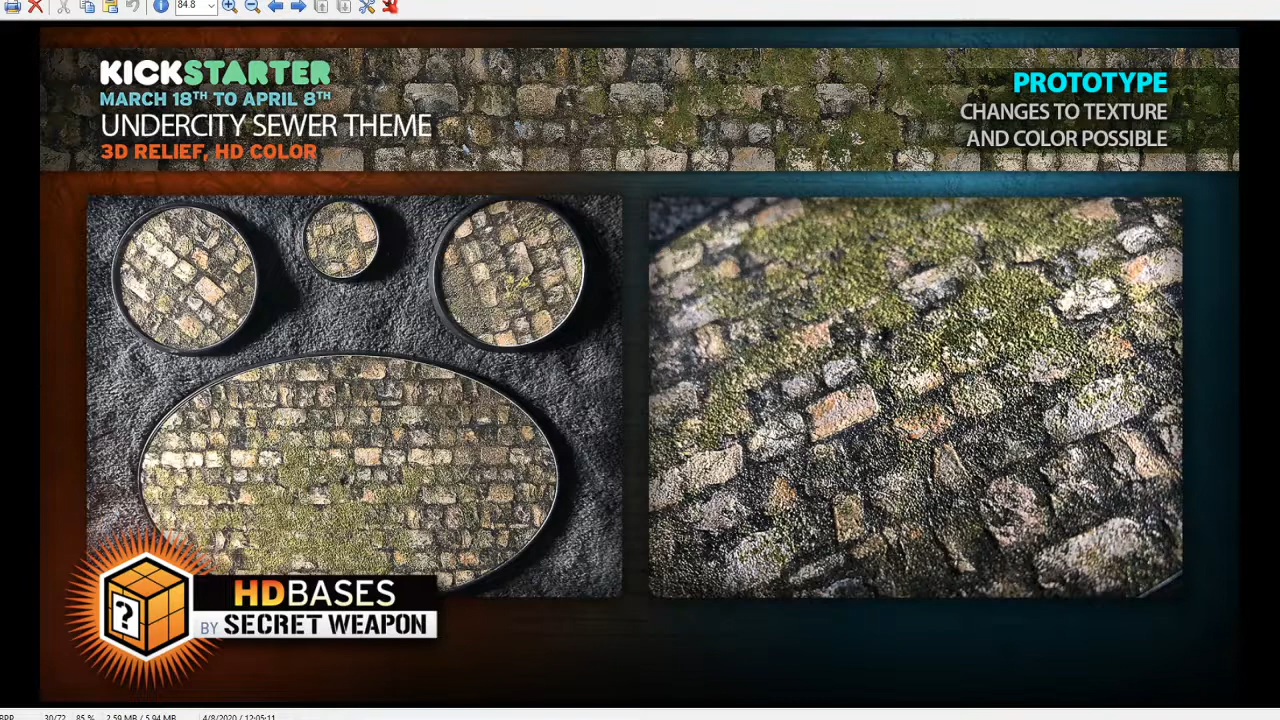 84.8
KICKSTARTER
MARCH 18TH TO APRIL 8TH
UNDERCITY SEWER THEME
3D RELIEF, HD COLOR
PROTOTYPE
CHANGES TO TEXTURE
AND COLOR POSSIBLE
?
HDBASES
BY SECRET WEAPON
30/72 85 % 2.59 MB / 5.94 MB 4/8/2020 / 12:05:11